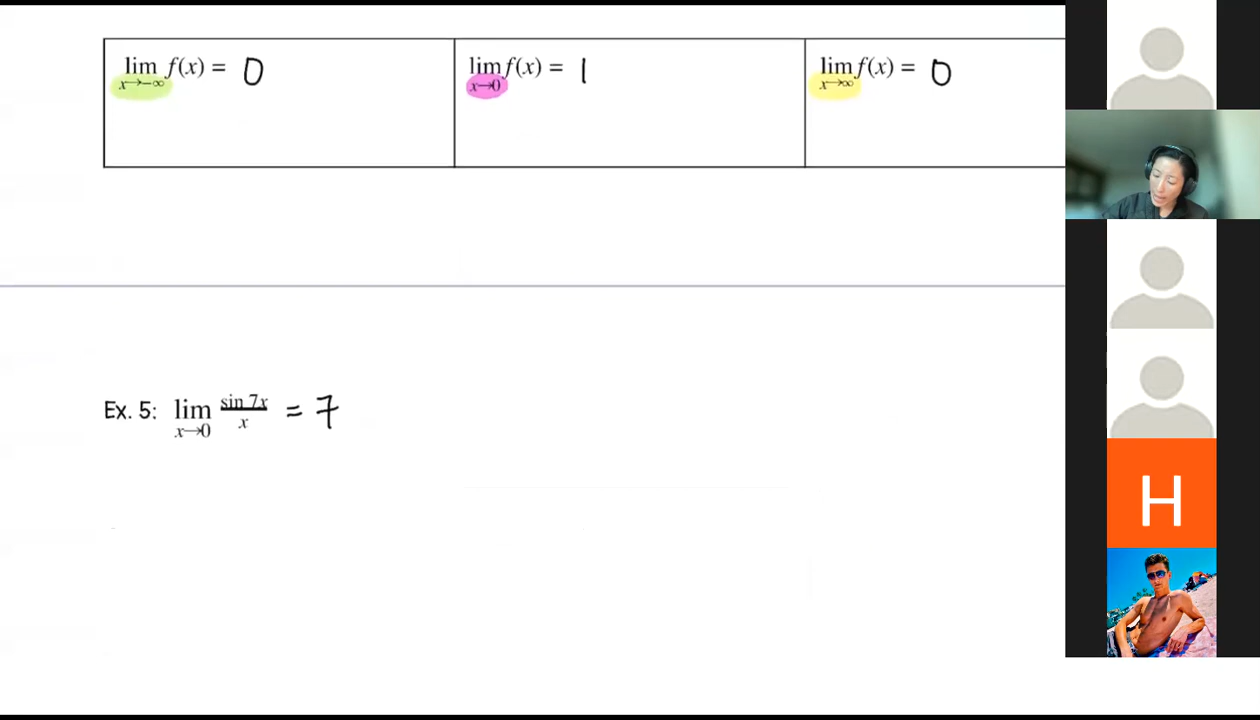 lim f(x) = 0
x→−∞
lim f(x) = 1
x→0
lim f(x) = 0
x→∞
Ex. 5: lim sin 7x / x = 7
x→0
H